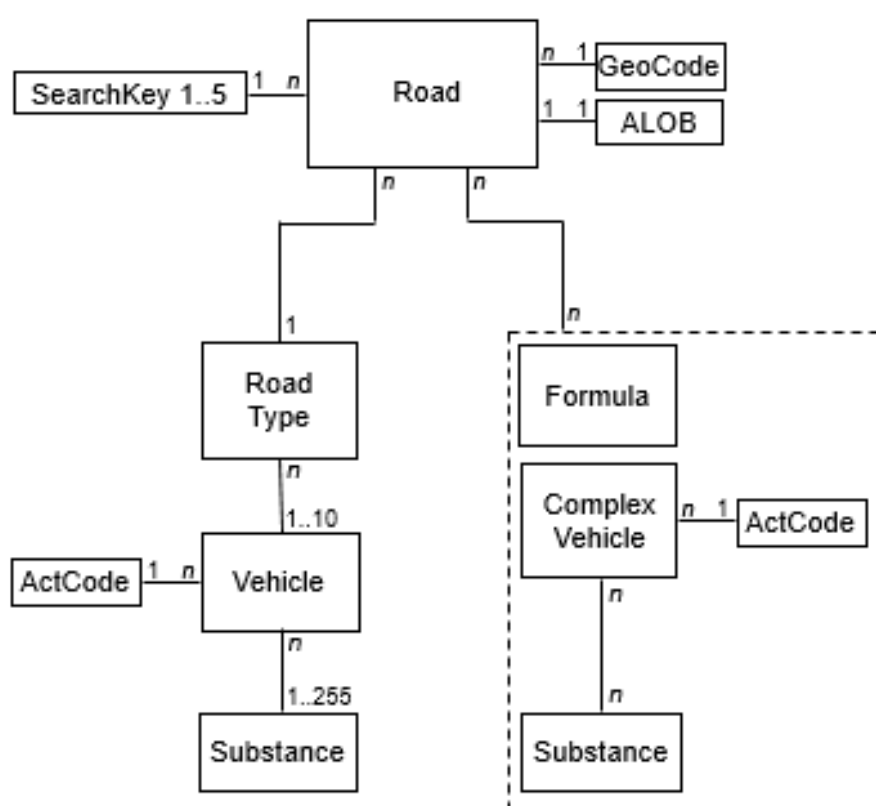 Road
SearchKey 1..5
1 n
n 1
GeoCode
1 1
ALOB
n
n
1
n
Road
Type
Formula
n
1..10
Complex
Vehicle
n 1
ActCode
ActCode
1 n
Vehicle
n
n
1..255
n
Substance
Substance